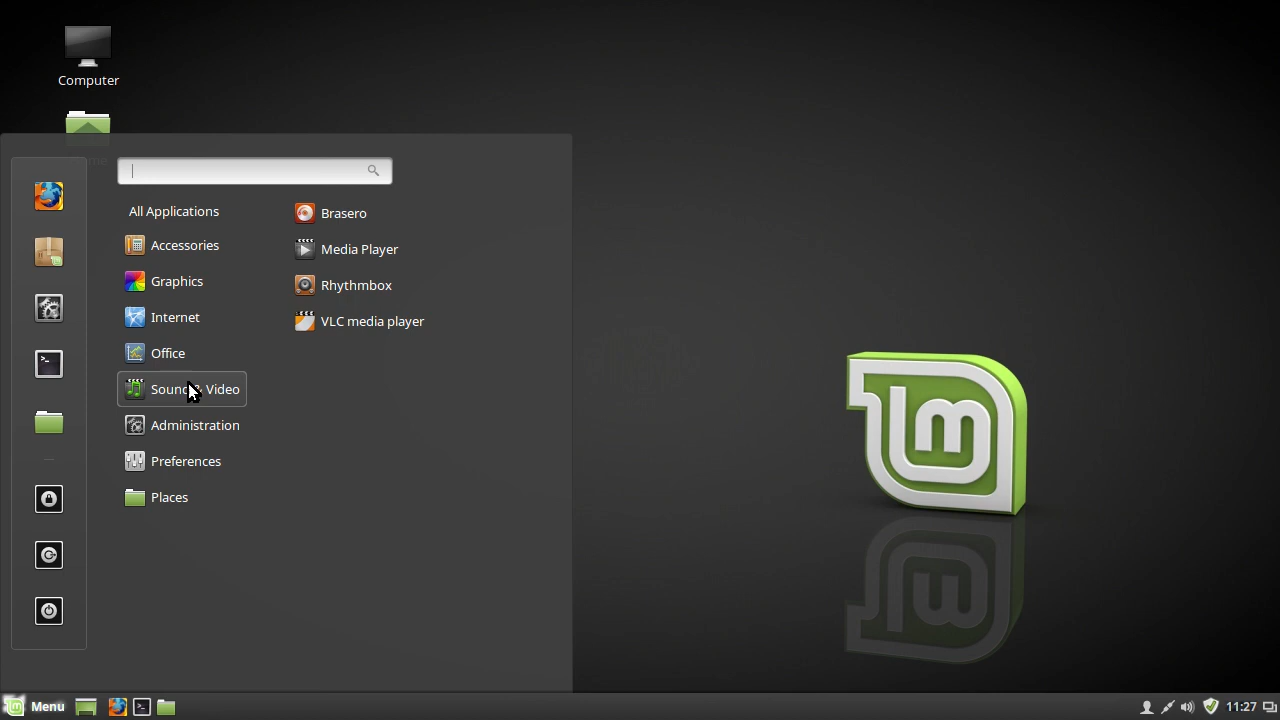 Computer
All Applications
Accessories
Graphics
Internet
Office
Sound & Video
Administration
Preferences
Places
Brasero
Media Player
Rhythmbox
VLC media player
Menu
11:27